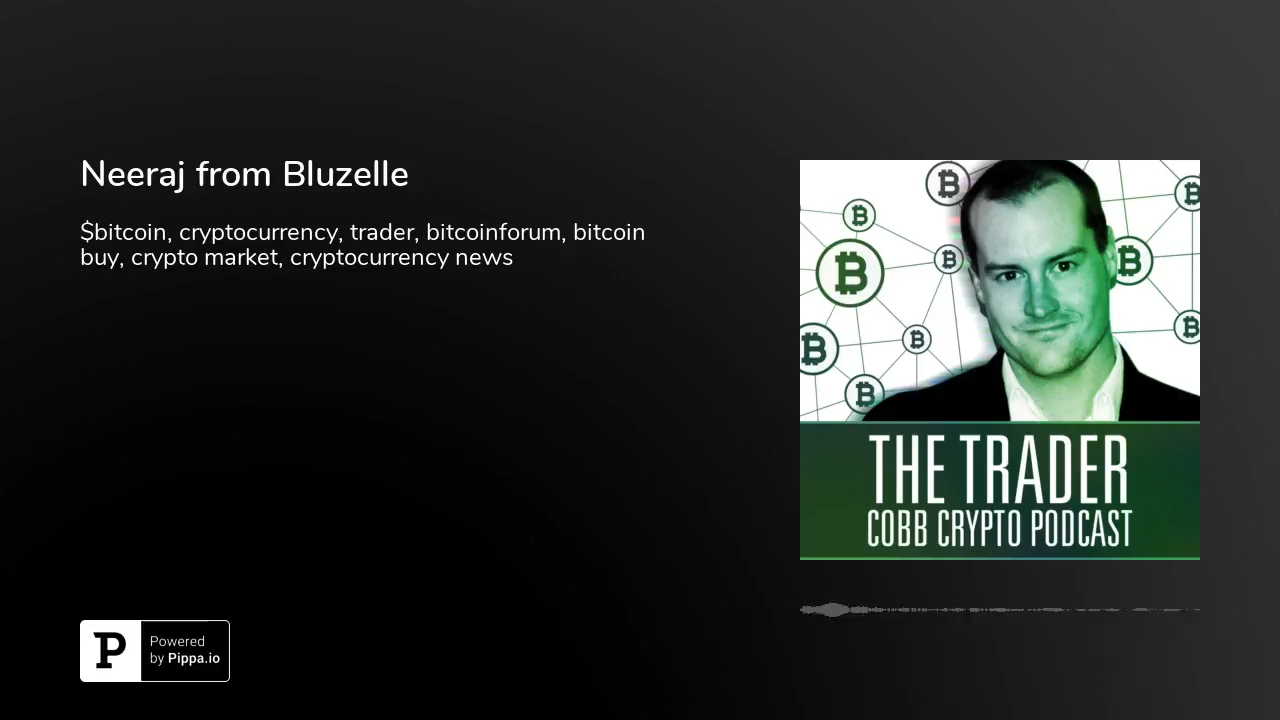 Neeraj from Bluzelle
$bitcoin, cryptocurrency, trader, bitcoinforum, bitcoin
buy, crypto market, cryptocurrency news
THE TRADER
COBB CRYPTO PODCAST
P
Powered
by Pippa.io